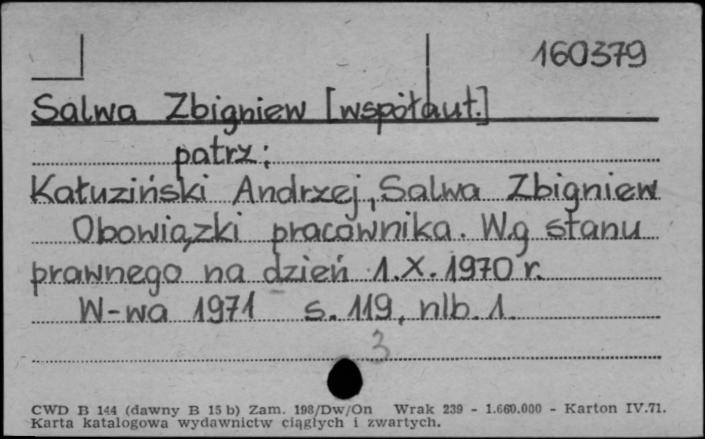 160379
Salwa Zbigniew [współaut.]
patrz:
Kałuziński Andrzej, Salwa Zbigniew
Obowiązki pracownika. Wg stanu
prawnego na dzień 1.X.1970 r.
W-wa 1971 s. 119, nlb. 1.
3
CWD B 144 (dawny B 15 b) Zam. 198/Dw/On Wrak 239 - 1.660.000 - Karton IV.71.
Karta katalogowa wydawnictw ciągłych i zwartych.